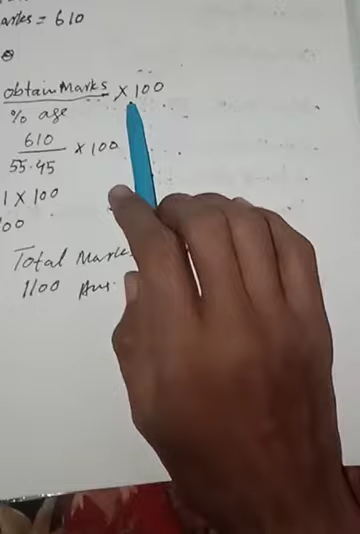 arks = 610
obtain Marks × 100
% age
610
55.45 × 100
1 × 100
00
Total Marks
1100 Ans.